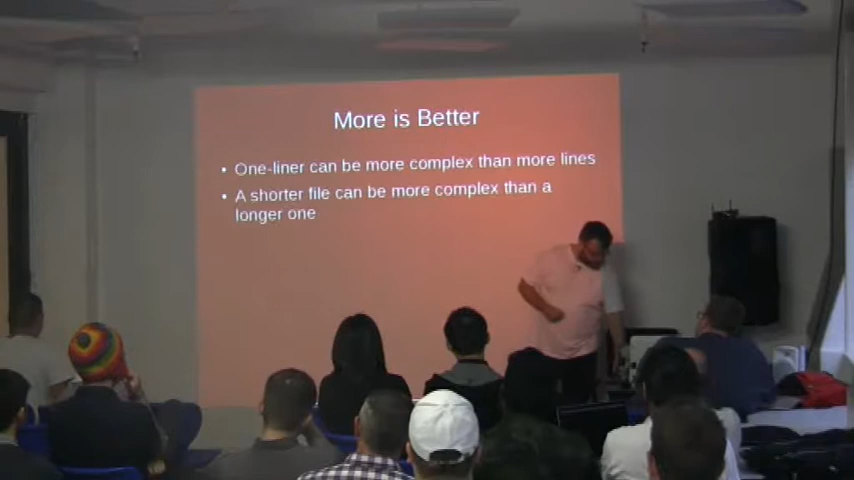 More is Better
• One-liner can be more complex than more lines
• A shorter file can be more complex than a
longer one